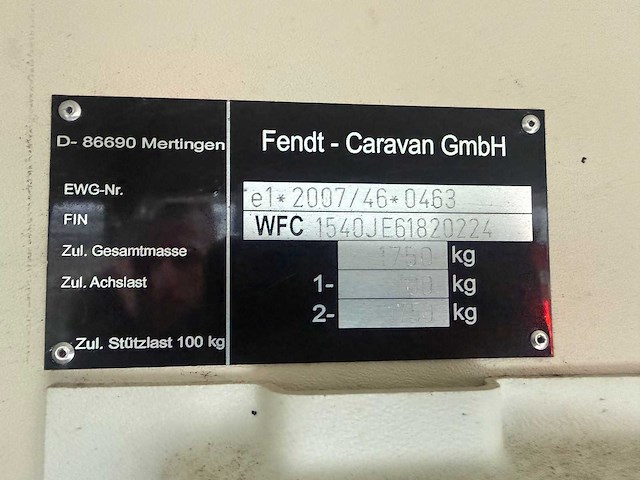 D- 86690 Mertingen Fendt - Caravan GmbH
EWG-Nr. e1*2007/46*0463
FIN WFC 1540JE61820224
Zul. Gesamtmasse 1750 kg
Zul. Achslast 1- kg
2- kg
Zul. Stützlast 100 kg